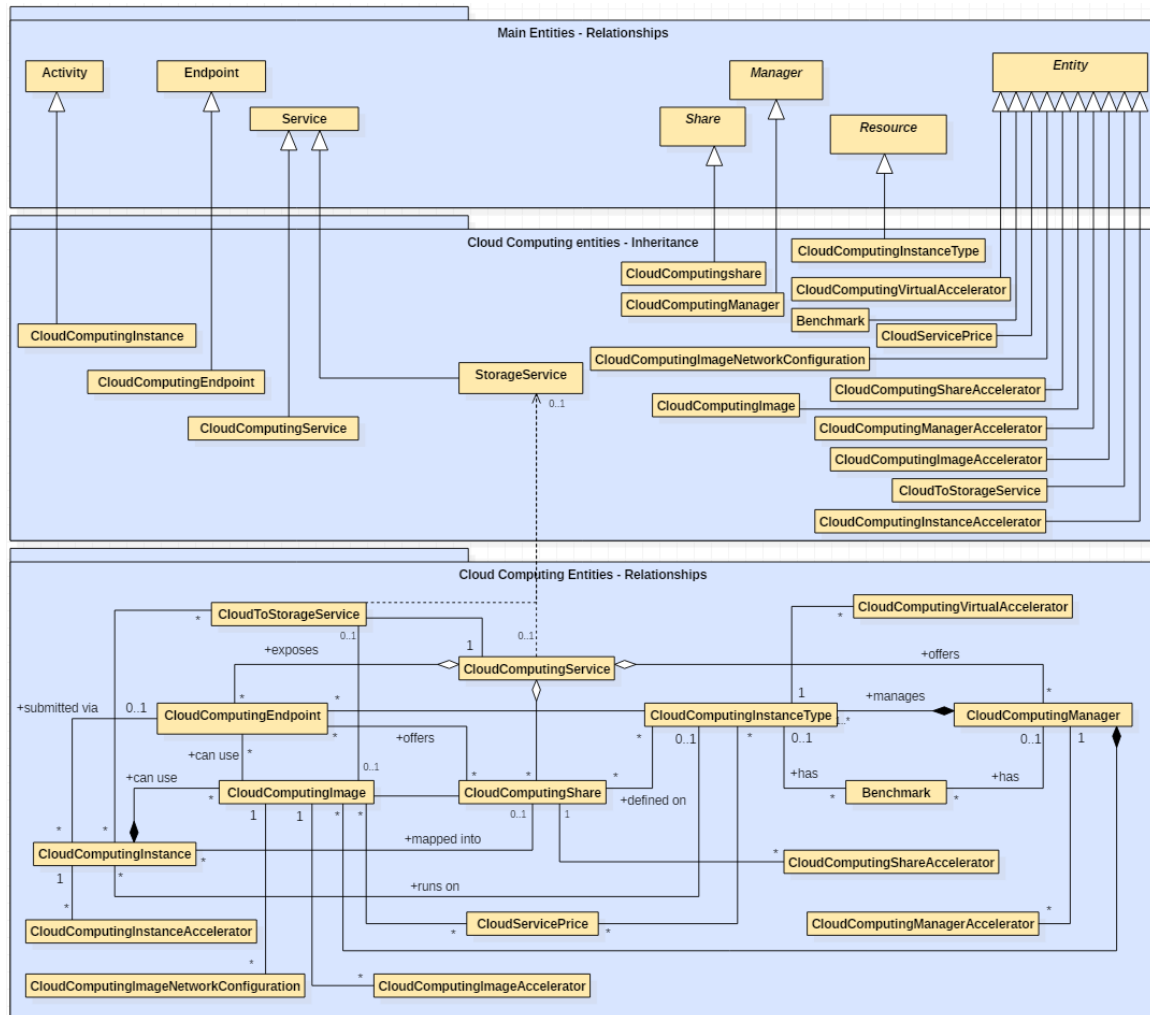 Main Entities - Relationships
Activity
Endpoint
Service
Manager
Share
Resource
Entity
Cloud Computing entities - Inheritance
CloudComputingInstanceType
CloudComputingshare
CloudComputingManager
CloudComputingVirtualAccelerator
Benchmark
CloudServicePrice
CloudComputingInstance
CloudComputingImageNetworkConfiguration
StorageService
CloudComputingEndpoint
CloudComputingShareAccelerator
0..1
CloudComputingImage
CloudComputingService
CloudComputingManagerAccelerator
CloudComputingImageAccelerator
CloudToStorageService
CloudComputingInstanceAccelerator
Cloud Computing Entities - Relationships
CloudToStorageService
*
CloudComputingVirtualAccelerator
*
0..1
0..1
1
+exposes
CloudComputingService
+offers
*
*
1
*
+manages
+submitted via
0..1
CloudComputingEndpoint
CloudComputingInstanceType
CloudComputingManager
*
+offers
*
0..1
*
0..1
0..1
1
+can use
*
+can use
0..1
*
*
*
+has
+has
*
CloudComputingImage
CloudComputingShare
+defined on
*
Benchmark
*
1
1
*
*
0..1
1
*
*
+mapped into
CloudComputingInstance
*
*
CloudComputingShareAccelerator
1
*
+runs on
*
*
*
CloudServicePrice
*
*
CloudComputingManagerAccelerator
CloudComputingInstanceAccelerator
*
*
CloudComputingImageNetworkConfiguration
CloudComputingImageAccelerator